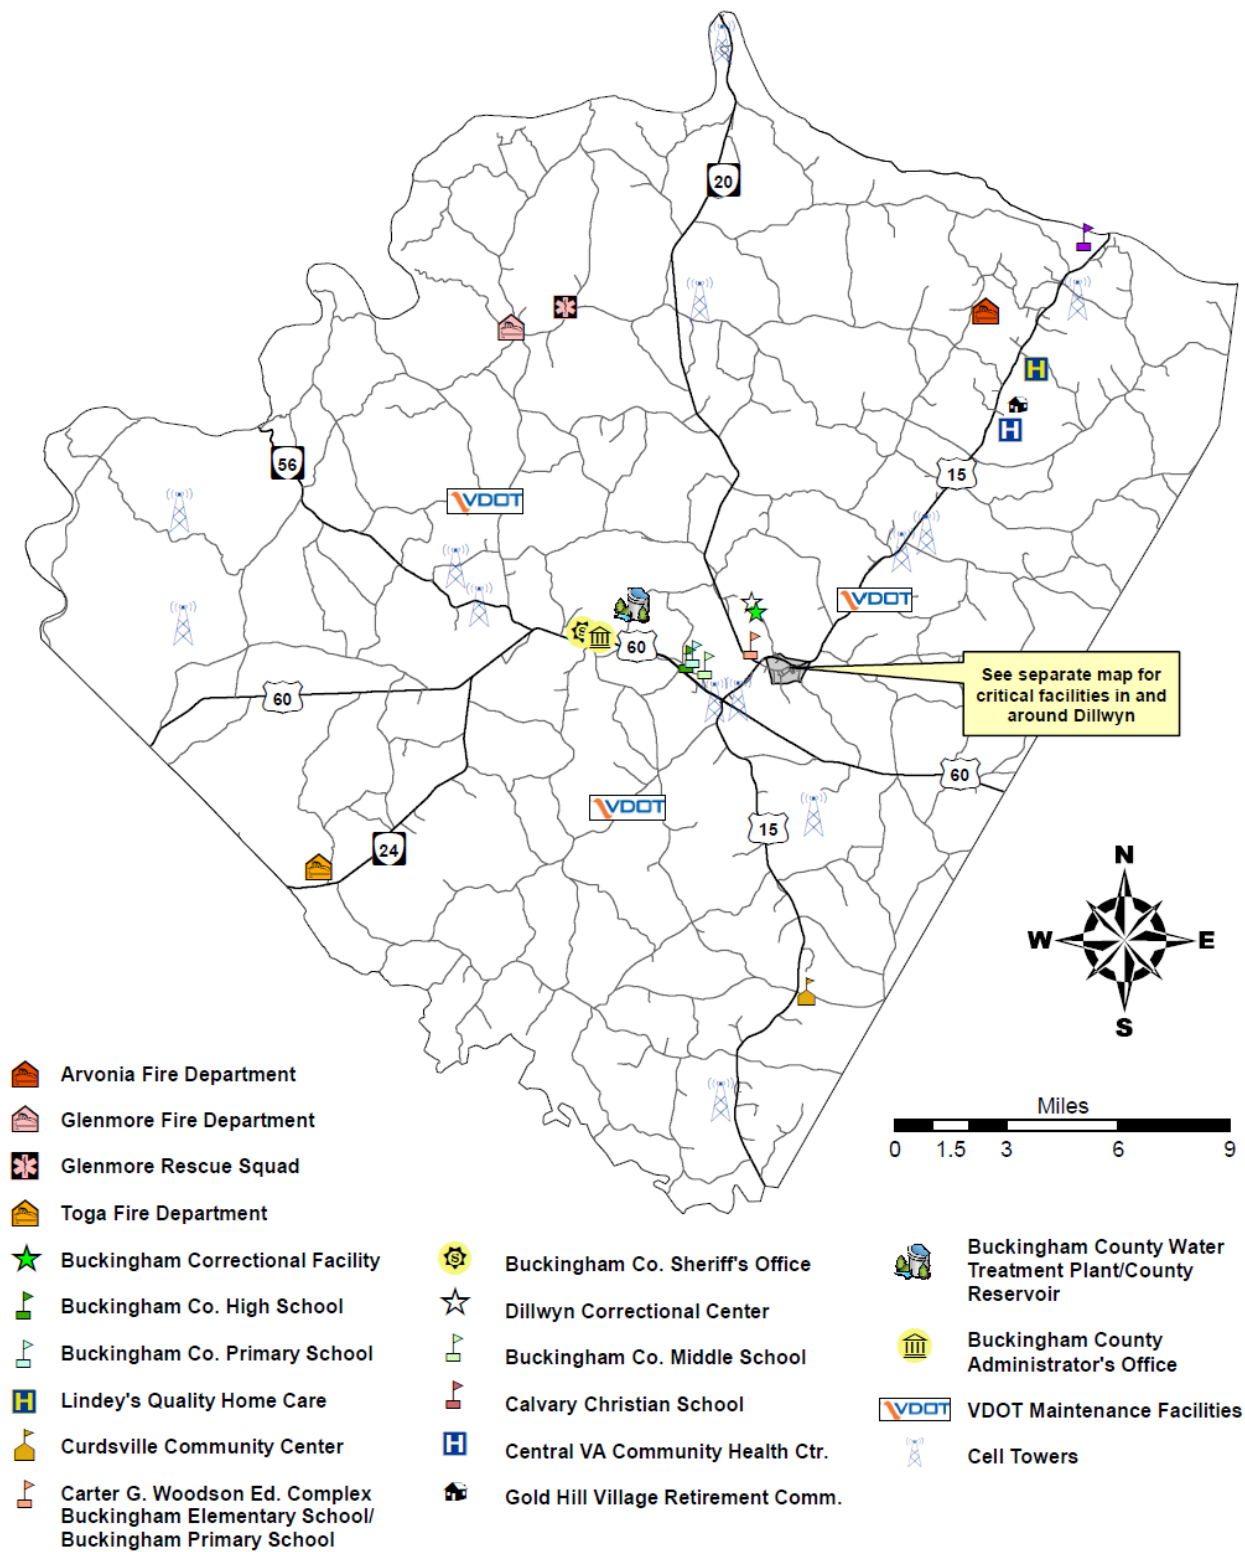 20
56
15
VDOT
VDOT
60
60
See separate map for
critical facilities in and
around Dillwyn
60
VDOT
15
24
N
W
E
S
Miles
0 1.5 3 6 9
Arvonia Fire Department
Glenmore Fire Department
Glenmore Rescue Squad
Toga Fire Department
Buckingham Correctional Facility
Buckingham Co. High School
Buckingham Co. Primary School
H Lindey's Quality Home Care
Curdsville Community Center
Carter G. Woodson Ed. Complex
Buckingham Elementary School/
Buckingham Primary School
S Buckingham Co. Sheriff's Office
Dillwyn Correctional Center
Buckingham Co. Middle School
Calvary Christian School
H Central VA Community Health Ctr.
Gold Hill Village Retirement Comm.
Buckingham County Water
Treatment Plant/County
Reservoir
Buckingham County
Administrator's Office
VDOT VDOT Maintenance Facilities
Cell Towers
H
H
S